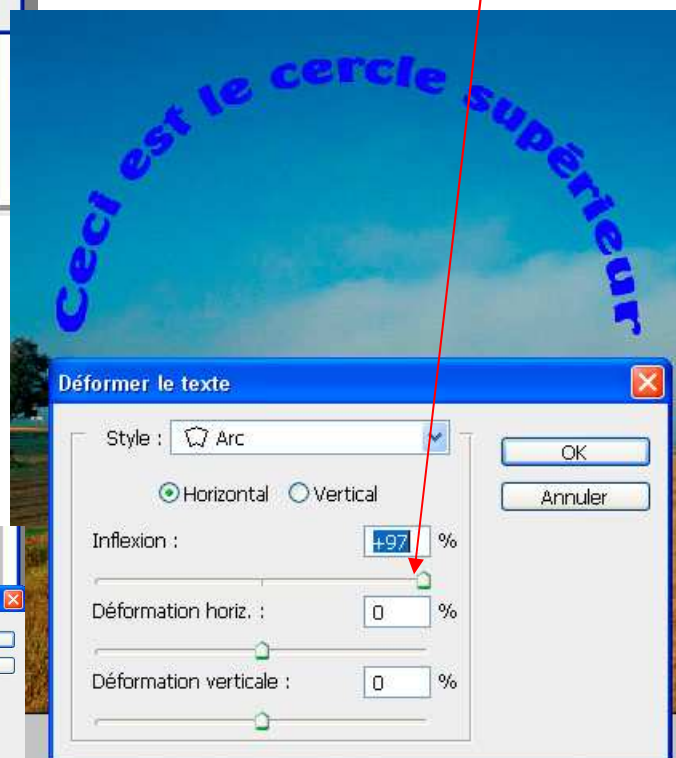 Ceci est le cercle supérieur
Déformer le texte
Style : Arc
OK
Horizontal Vertical
Annuler
Inflexion : +97 %
Déformation horiz. : 0 %
Déformation verticale : 0 %